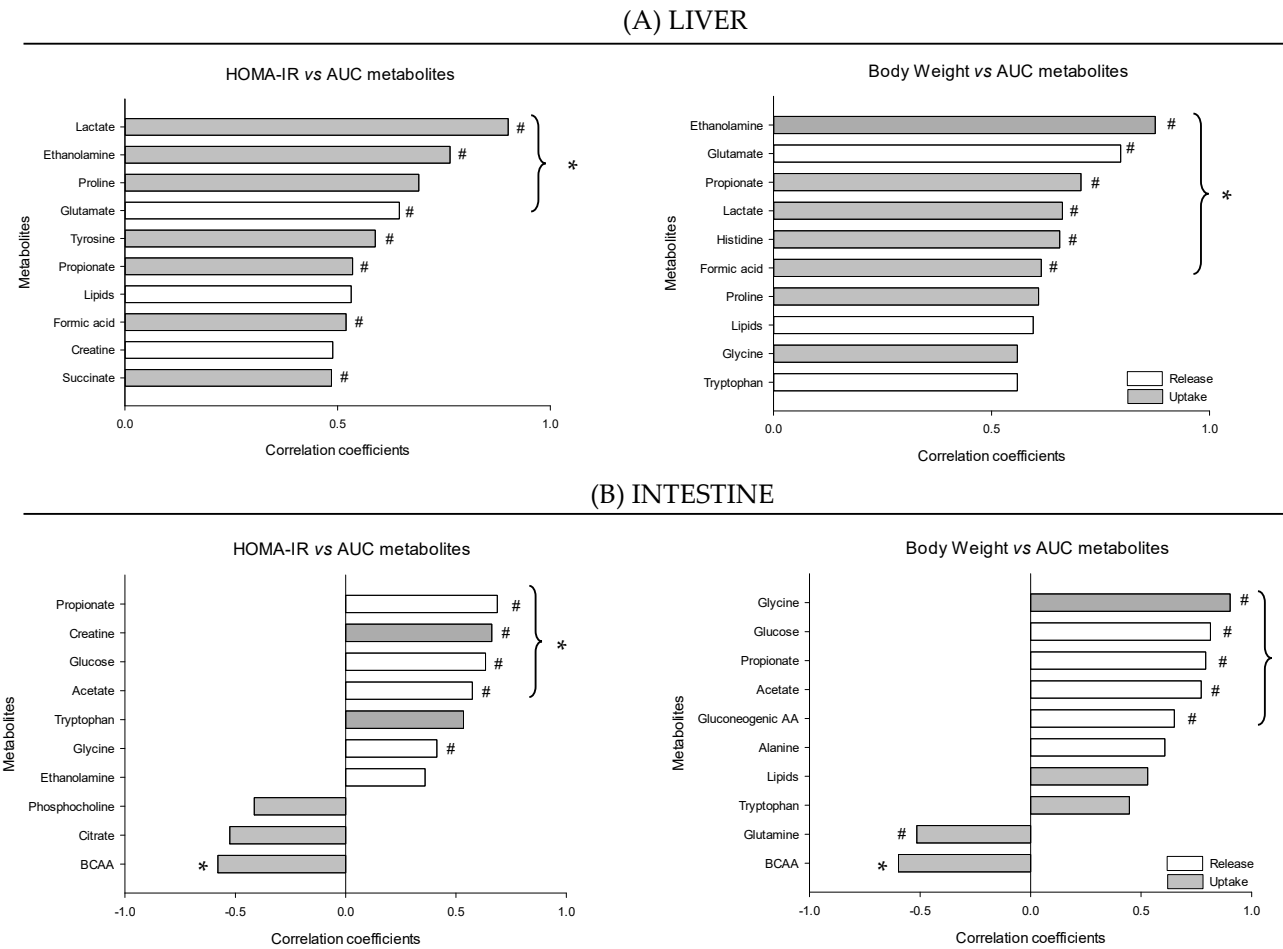 (A) LIVER
HOMA-IR vs AUC metabolites
Metabolites
Lactate #
Ethanolamine #
Proline
Glutamate #
Tyrosine #
Propionate #
Lipids
Formic acid #
Creatine
Succinate #
*
0.0 0.5 1.0
Correlation coefficients
Body Weight vs AUC metabolites
Metabolites
Ethanolamine #
Glutamate #
Propionate #
Lactate #
Histidine #
Formic acid #
Proline
Lipids
Glycine
Tryptophan
*
Release
Uptake
0.0 0.5 1.0
Correlation coefficients
(B) INTESTINE
HOMA-IR vs AUC metabolites
Metabolites
Propionate #
Creatine #
Glucose #
Acetate #
Tryptophan
Glycine #
Ethanolamine
Phosphocholine
Citrate
BCAA *
*
-1.0 -0.5 0.0 0.5 1.0
Correlation coefficients
Body Weight vs AUC metabolites
Metabolites
Glycine #
Glucose #
Propionate #
Acetate #
Gluconeogenic AA #
Alanine
Lipids
Tryptophan
Glutamine #
BCAA *
Release
Uptake
-1.0 -0.5 0.0 0.5 1.0
Correlation coefficients